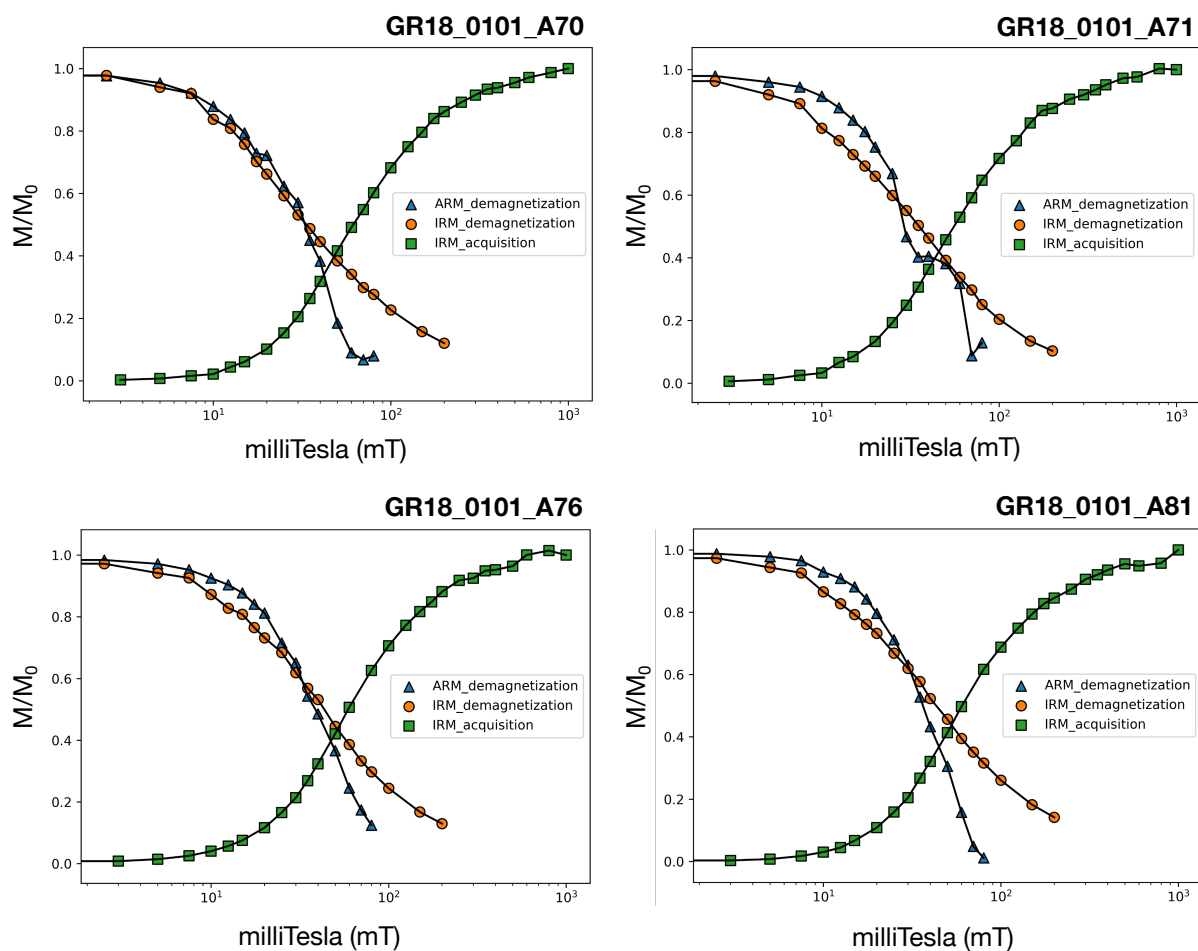 GR18_0101_A70
M/M₀
1.0
0.8
0.6
0.4
0.2
0.0
ARM_demagnetization
IRM_demagnetization
IRM_acquisition
10¹ 10² 10³
milliTesla (mT)
GR18_0101_A71
M/M₀
1.0
0.8
0.6
0.4
0.2
0.0
ARM_demagnetization
IRM_demagnetization
IRM_acquisition
10¹ 10² 10³
milliTesla (mT)
GR18_0101_A76
M/M₀
1.0
0.8
0.6
0.4
0.2
0.0
ARM_demagnetization
IRM_demagnetization
IRM_acquisition
10¹ 10² 10³
milliTesla (mT)
GR18_0101_A81
M/M₀
1.0
0.8
0.6
0.4
0.2
0.0
ARM_demagnetization
IRM_demagnetization
IRM_acquisition
10¹ 10² 10³
milliTesla (mT)